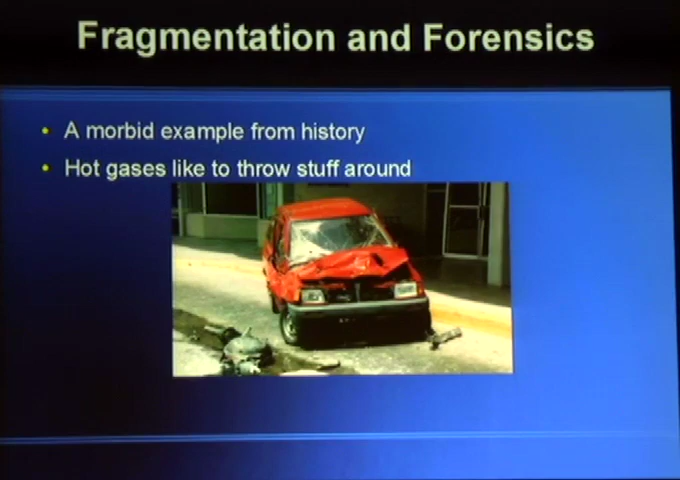 Fragmentation and Forensics
• A morbid example from history
• Hot gases like to throw stuff around